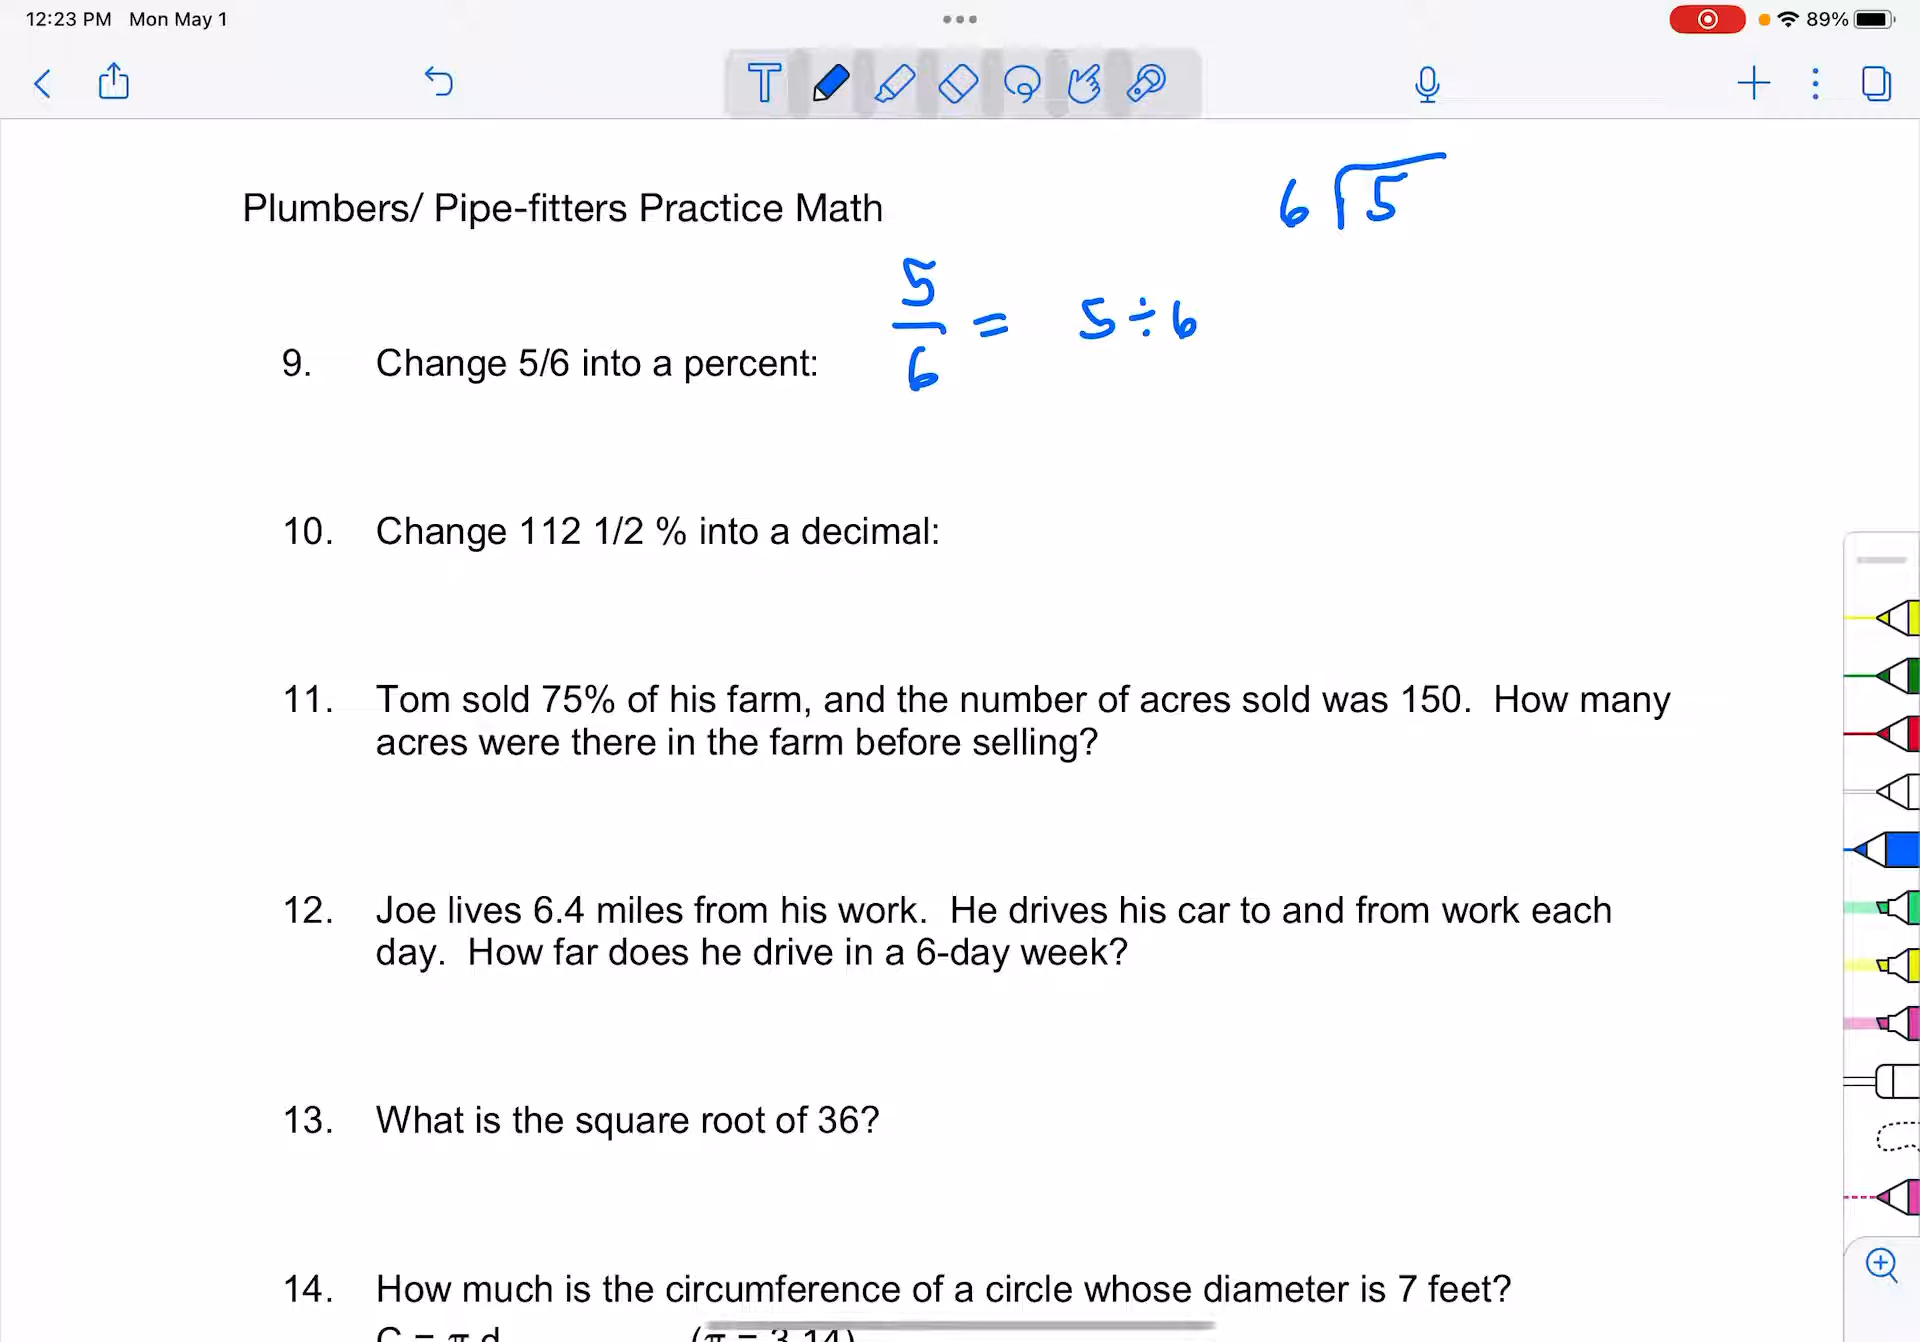 12:23 PM Mon May 1
89%
6 √5
Plumbers/ Pipe-fitters Practice Math
5/6 = 5 ÷ 6
9. Change 5/6 into a percent:
10. Change 112 1/2 % into a decimal:
11. Tom sold 75% of his farm, and the number of acres sold was 150. How many
acres were there in the farm before selling?
12. Joe lives 6.4 miles from his work. He drives his car to and from work each
day. How far does he drive in a 6-day week?
13. What is the square root of 36?
14. How much is the circumference of a circle whose diameter is 7 feet?
C = π d (π = 3.14)